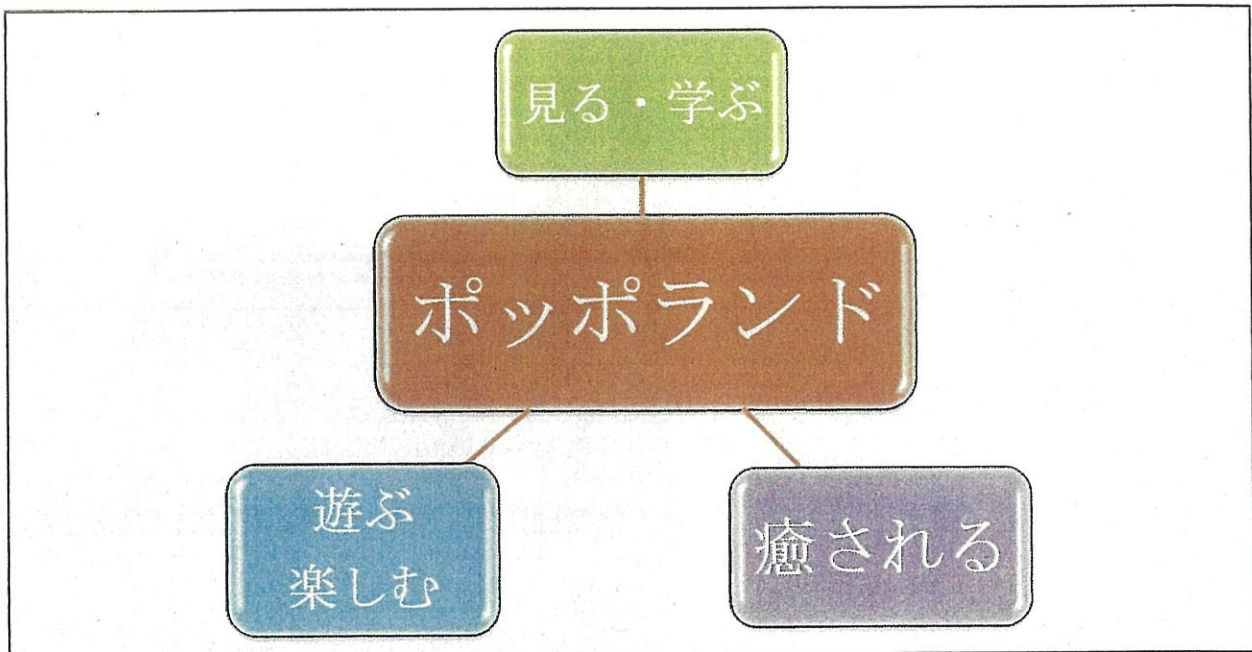 見る・学ぶ
ポッポランド
遊ぶ
楽しむ
癒される